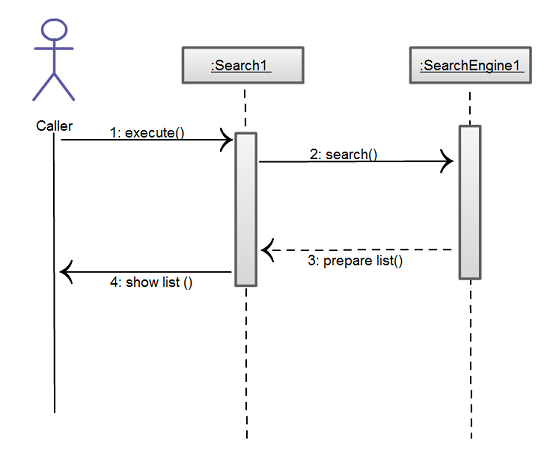 :Search1
:SearchEngine1
Caller
1: execute()
2: search()
3: prepare list()
4: show list ()